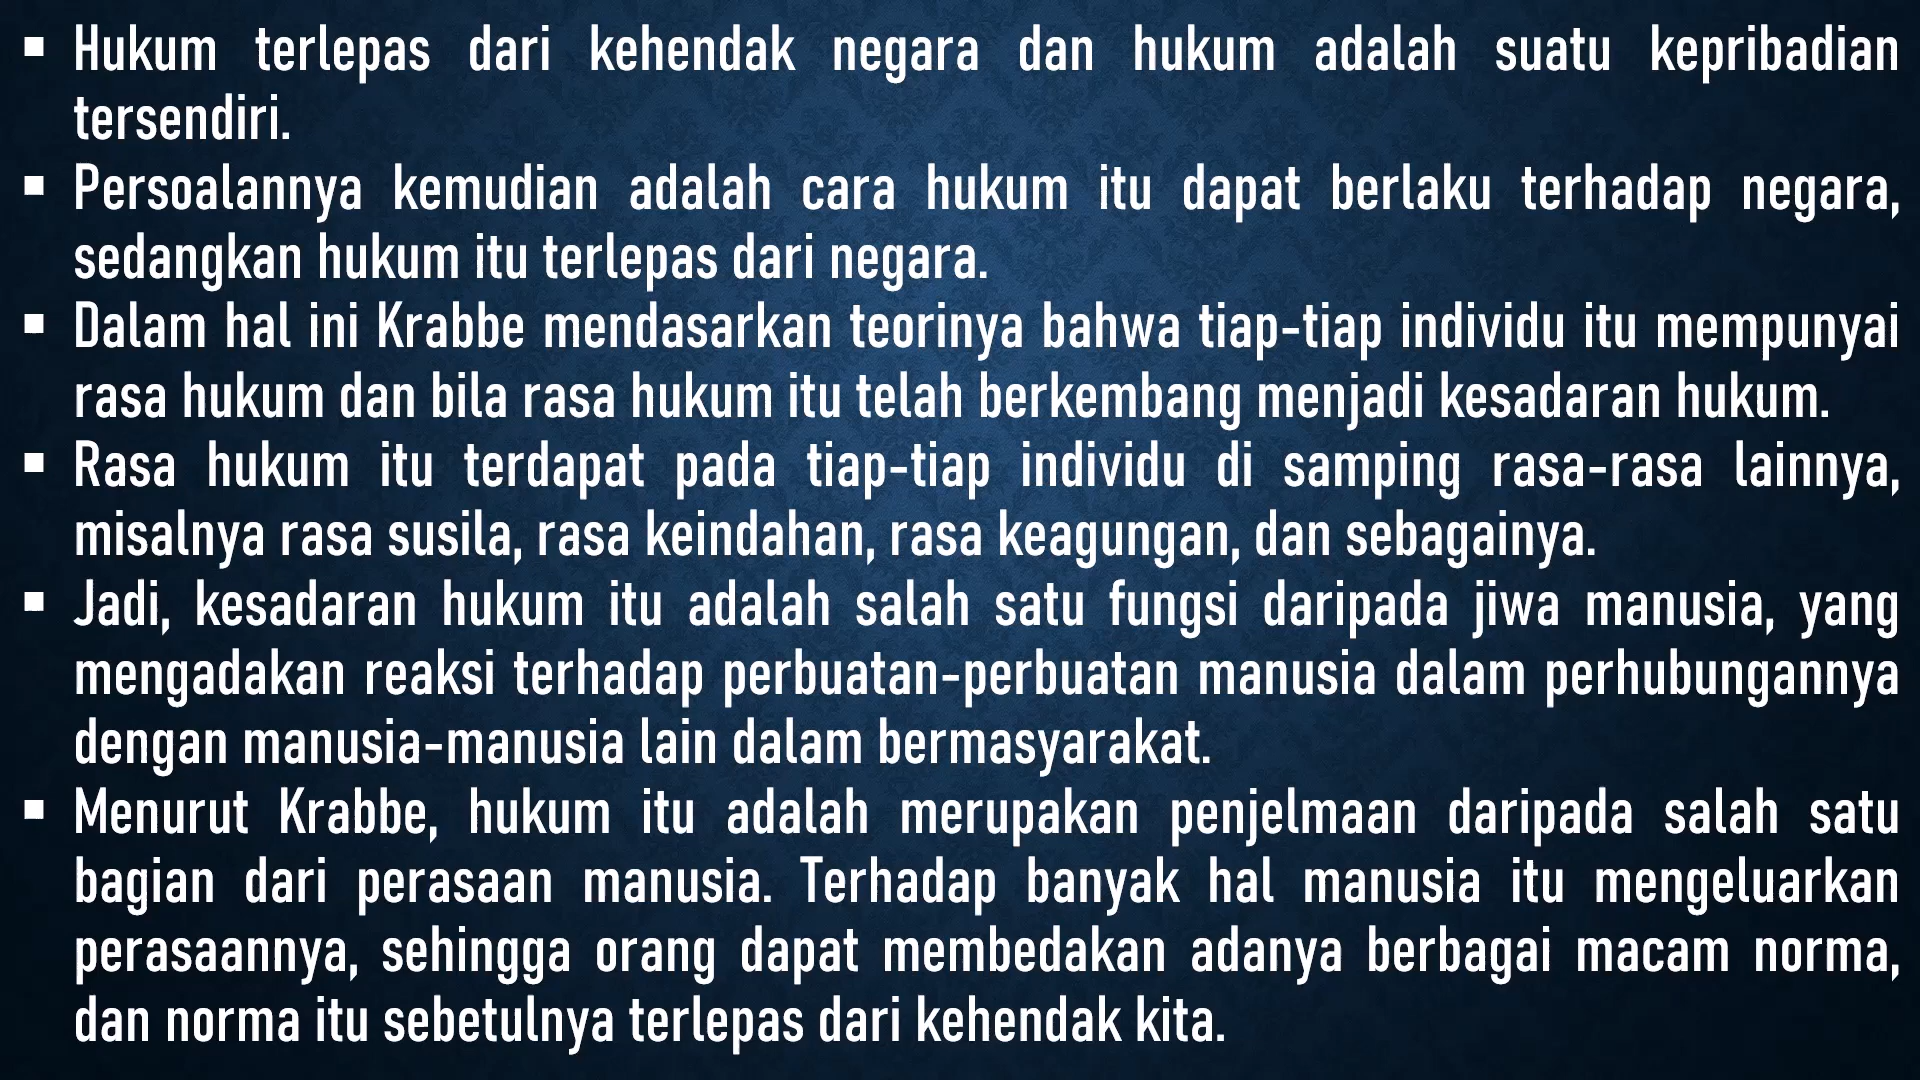 ▪ Hukum terlepas dari kehendak negara dan hukum adalah suatu kepribadian
tersendiri.
▪ Persoalannya kemudian adalah cara hukum itu dapat berlaku terhadap negara,
sedangkan hukum itu terlepas dari negara.
▪ Dalam hal ini Krabbe mendasarkan teorinya bahwa tiap-tiap individu itu mempunyai
rasa hukum dan bila rasa hukum itu telah berkembang menjadi kesadaran hukum.
▪ Rasa hukum itu terdapat pada tiap-tiap individu di samping rasa-rasa lainnya,
misalnya rasa susila, rasa keindahan, rasa keagungan, dan sebagainya.
▪ Jadi, kesadaran hukum itu adalah salah satu fungsi daripada jiwa manusia, yang
mengadakan reaksi terhadap perbuatan-perbuatan manusia dalam perhubungannya
dengan manusia-manusia lain dalam bermasyarakat.
▪ Menurut Krabbe, hukum itu adalah merupakan penjelmaan daripada salah satu
bagian dari perasaan manusia. Terhadap banyak hal manusia itu mengeluarkan
perasaannya, sehingga orang dapat membedakan adanya berbagai macam norma,
dan norma itu sebetulnya terlepas dari kehendak kita.